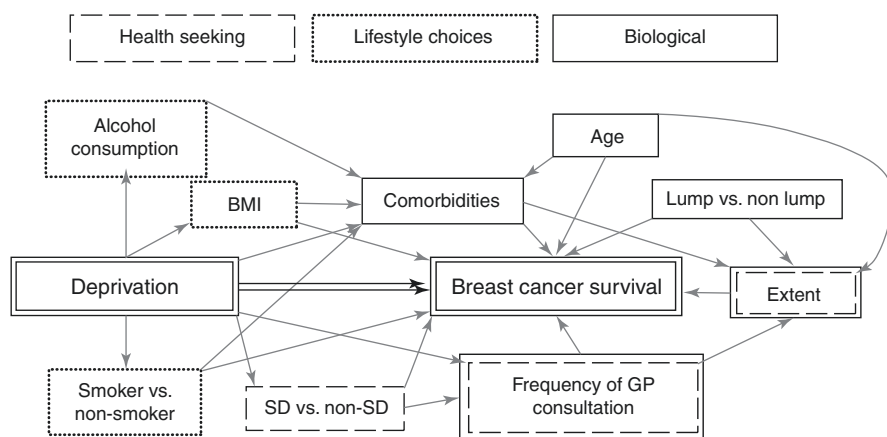 Health seeking
Lifestyle choices
Biological
Alcohol
consumption
Age
BMI
Comorbidities
Lump vs. non lump
Deprivation
Breast cancer survival
Extent
Smoker vs.
non-smoker
SD vs. non-SD
Frequency of GP
consultation